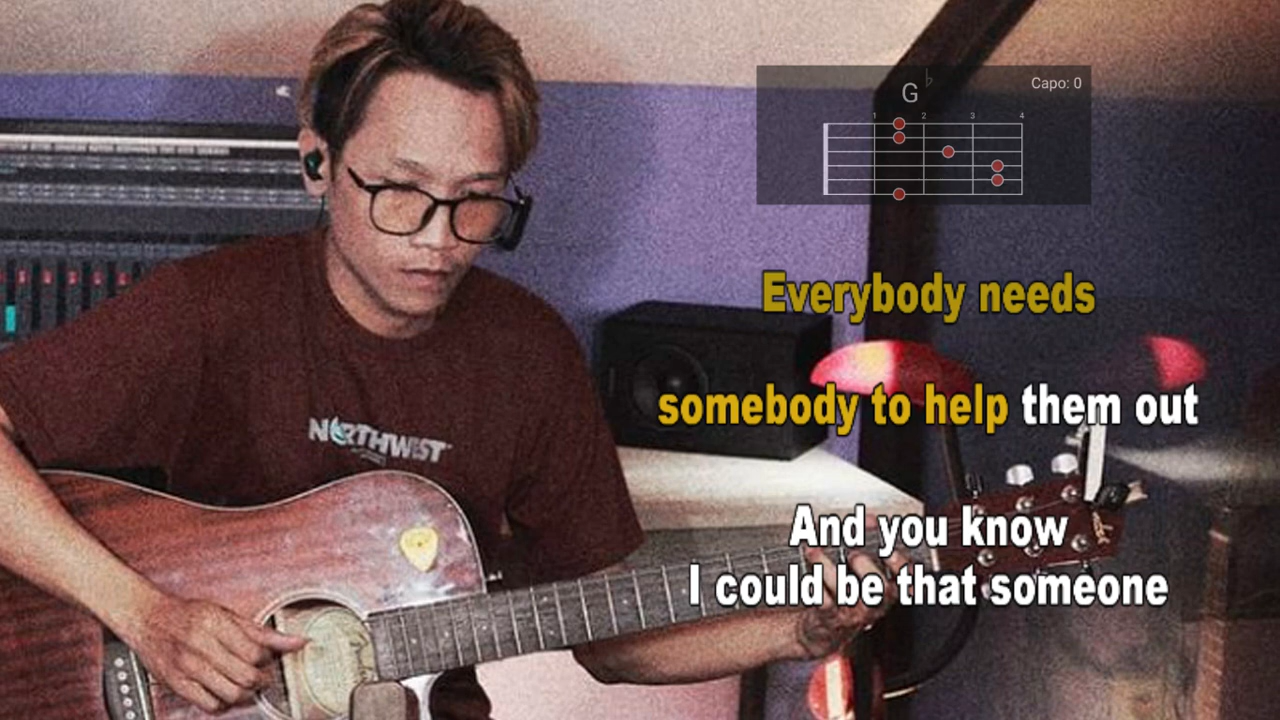 G♭
Capo: 0
1 2 3 4
Everybody needs
somebody to help them out
And you know
I could be that someone
NORTHWEST